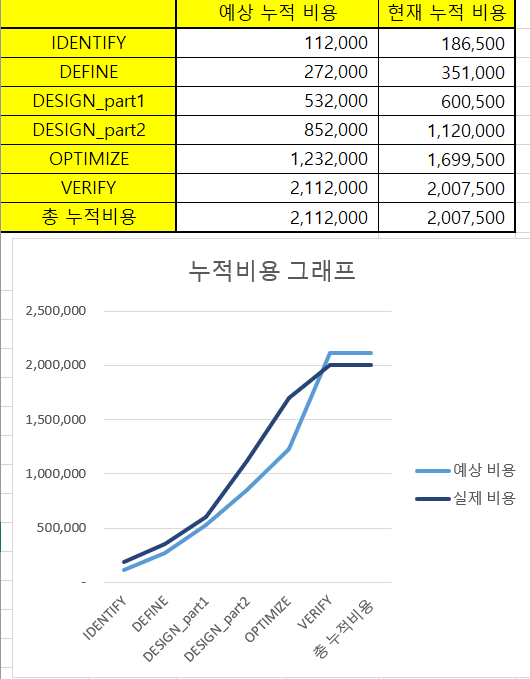 예상 누적 비용 현재 누적 비용
IDENTIFY 112,000 186,500
DEFINE 272,000 351,000
DESIGN_part1 532,000 600,500
DESIGN_part2 852,000 1,120,000
OPTIMIZE 1,232,000 1,699,500
VERIFY 2,112,000 2,007,500
총 누적비용 2,112,000 2,007,500
누적비용 그래프
2,500,000
2,000,000
1,500,000
1,000,000
500,000
-
예상 비용
실제 비용
IDENTIFY
DEFINE
DESIGN_part1
DESIGN_part2
OPTIMIZE
VERIFY
총 누적비용